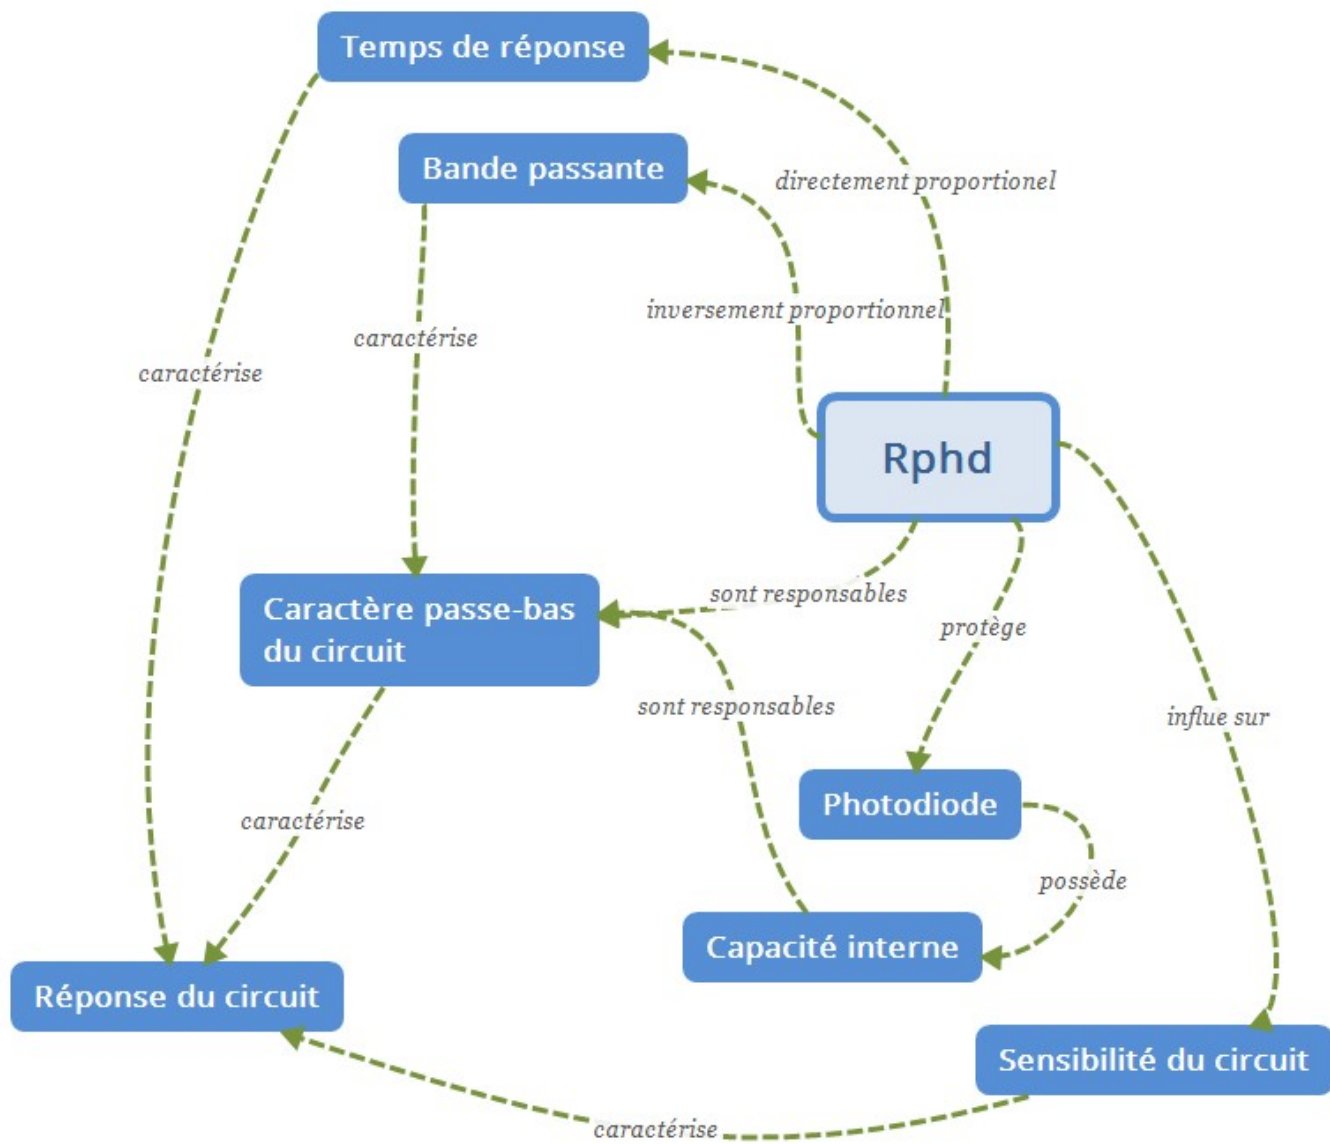 Temps de réponse
Bande passante
directement proportionel
inversement proportionnel
caractérise
caractérise
Rphd
sont responsables
Caractère passe-bas
du circuit
protège
sont responsables
influe sur
Photodiode
caractérise
possède
Capacité interne
Réponse du circuit
Sensibilité du circuit
caractérise